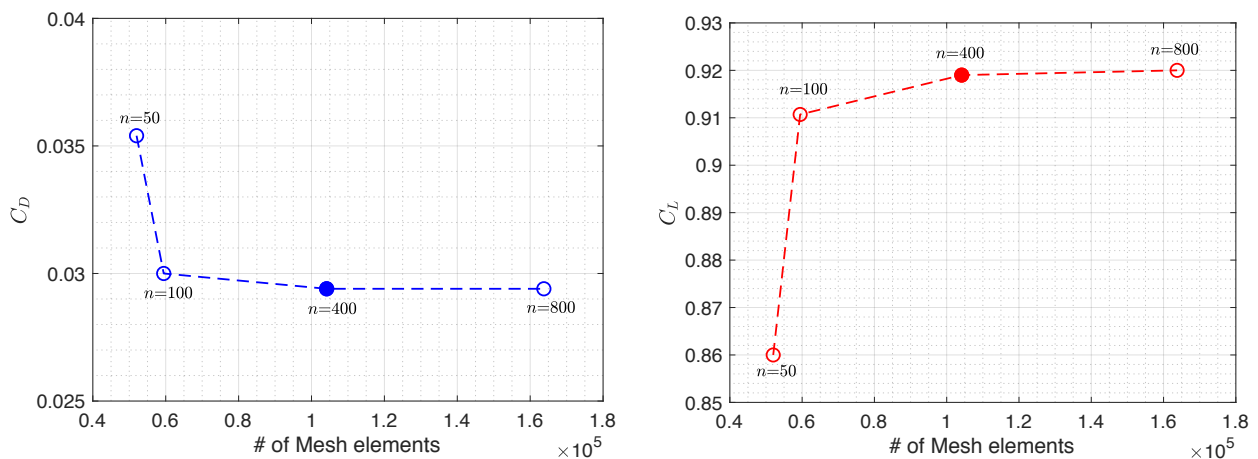 0.04
0.035
0.03
0.025
C_D
n=50
n=100
n=400
n=800
0.4 0.6 0.8 1 1.2 1.4 1.6 1.8
# of Mesh elements
×10^5
0.93
0.92
0.91
0.9
0.89
0.88
0.87
0.86
0.85
C_L
n=800
n=400
n=100
n=50
0.4 0.6 0.8 1 1.2 1.4 1.6 1.8
# of Mesh elements
×10^5